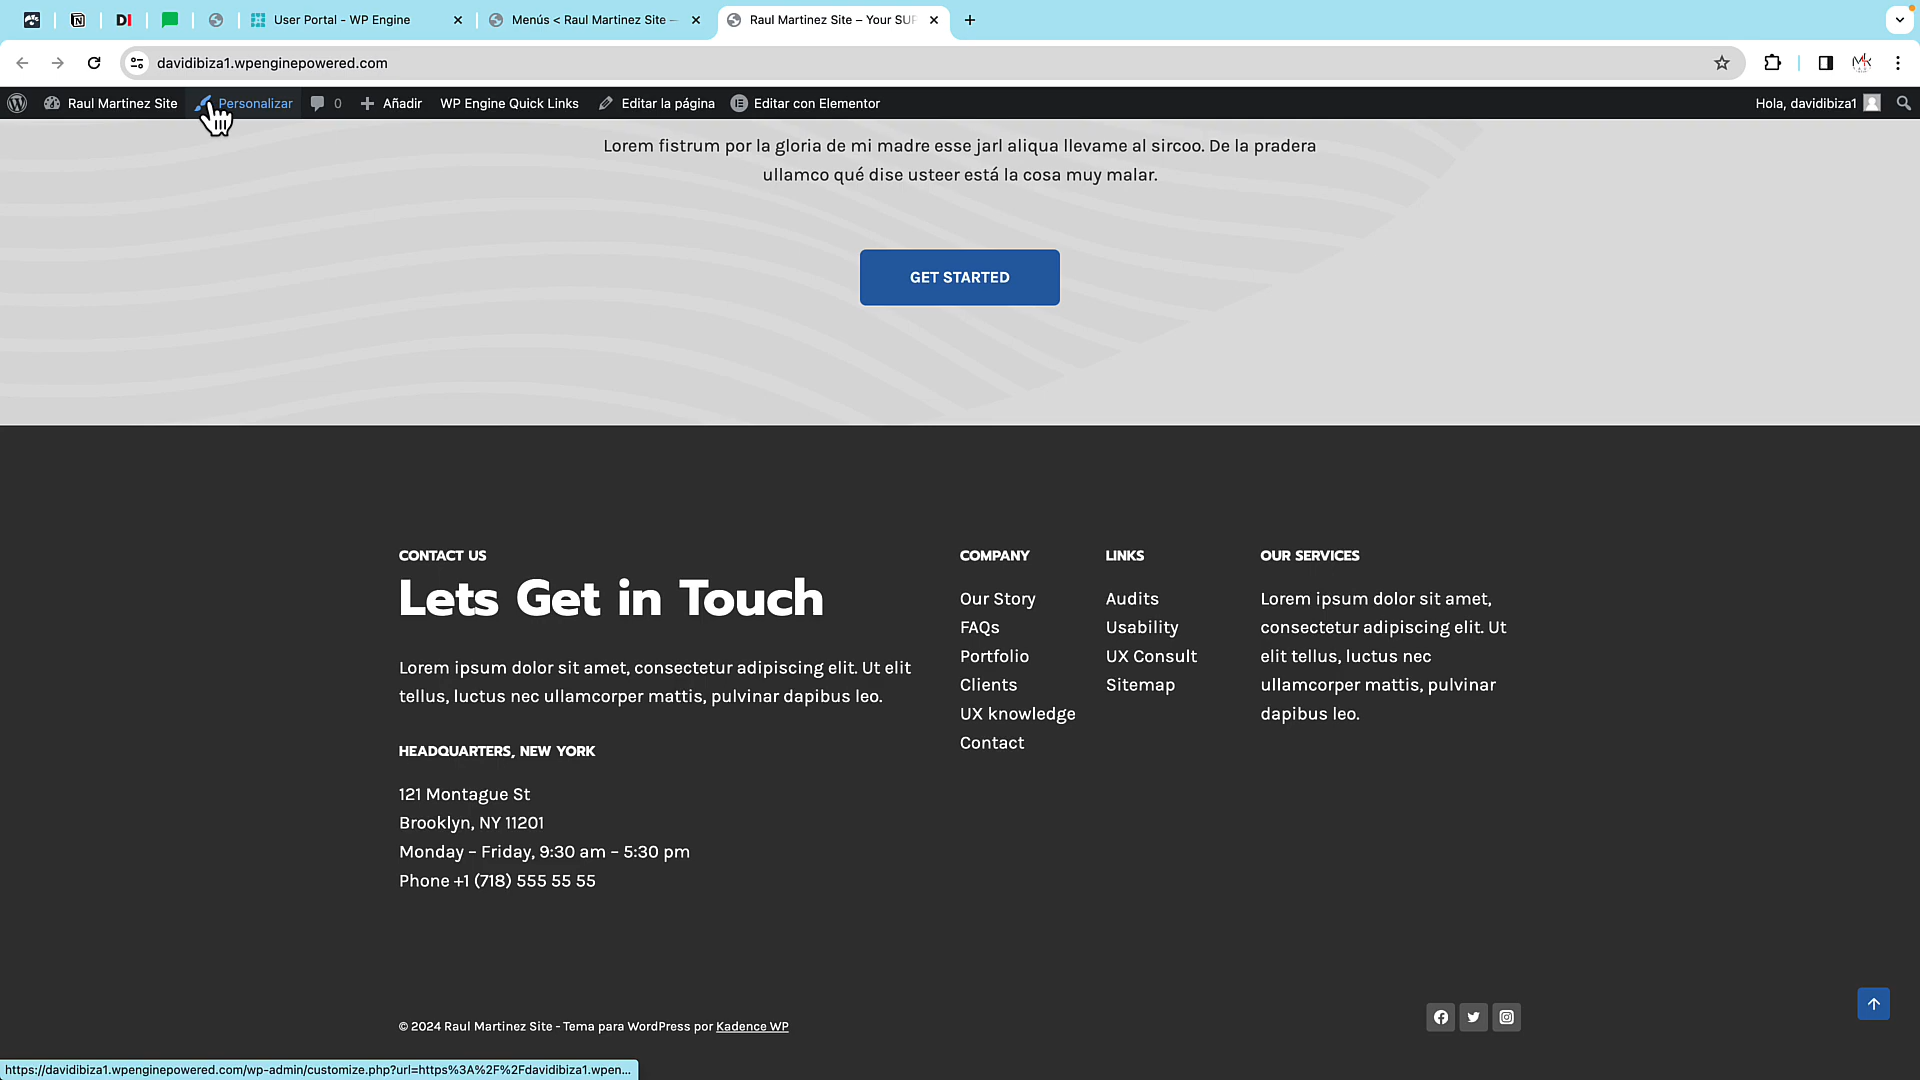 User Portal - WP Engine
Menús < Raul Martinez Site –
Raul Martinez Site – Your SUP
davidibiza1.wpenginepowered.com
Raul Martinez Site
Personalizar
0
Añadir
WP Engine Quick Links
Editar la página
Editar con Elementor
Hola, davidibiza1
Lorem fistrum por la gloria de mi madre esse jarl aliqua llevame al sircoo. De la pradera
ullamco qué dise usteer está la cosa muy malar.
GET STARTED
CONTACT US
Lets Get in Touch
Lorem ipsum dolor sit amet, consectetur adipiscing elit. Ut elit
tellus, luctus nec ullamcorper mattis, pulvinar dapibus leo.
HEADQUARTERS, NEW YORK
121 Montague St
Brooklyn, NY 11201
Monday – Friday, 9:30 am – 5:30 pm
Phone +1 (718) 555 55 55
COMPANY
Our Story
FAQs
Portfolio
Clients
UX knowledge
Contact
LINKS
Audits
Usability
UX Consult
Sitemap
OUR SERVICES
Lorem ipsum dolor sit amet,
consectetur adipiscing elit. Ut
elit tellus, luctus nec
ullamcorper mattis, pulvinar
dapibus leo.
© 2024 Raul Martinez Site - Tema para WordPress por Kadence WP
https://davidibiza1.wpenginepowered.com/wp-admin/customize.php?url=https%3A%2F%2Fdavidibiza1.wpen...